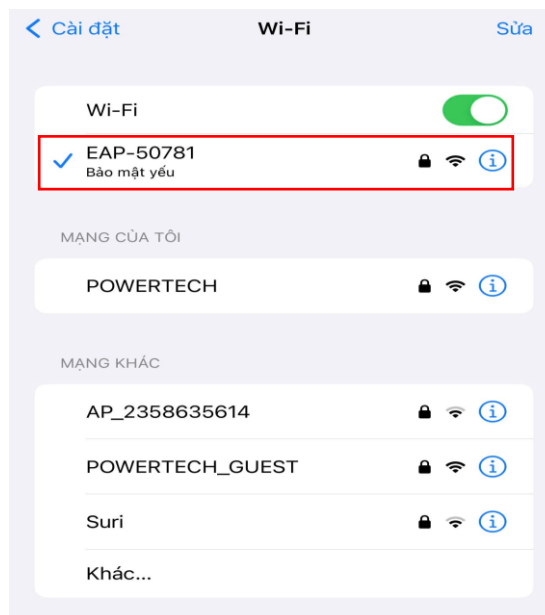 Cài đặt Wi-Fi Sửa
Wi-Fi
EAP-50781
Bảo mật yếu
MẠNG CỦA TÔI
POWERTECH
MẠNG KHÁC
AP_2358635614
POWERTECH_GUEST
Suri
Khác...